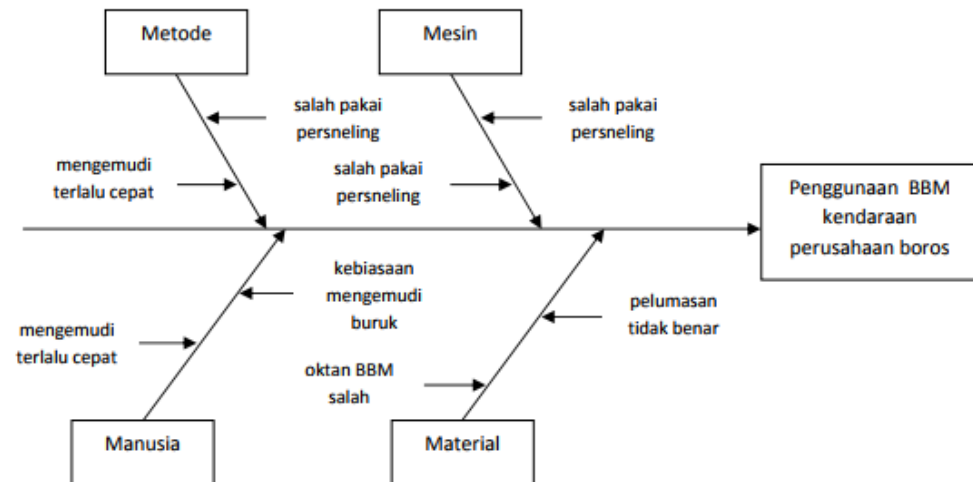 Metode
Mesin
salah pakai
persneling
salah pakai
persneling
mengemudi
terlalu cepat
salah pakai
persneling
Penggunaan BBM
kendaraan
perusahaan boros
kebiasaan
mengemudi
buruk
pelumasan
tidak benar
mengemudi
terlalu cepat
oktan BBM
salah
Manusia
Material